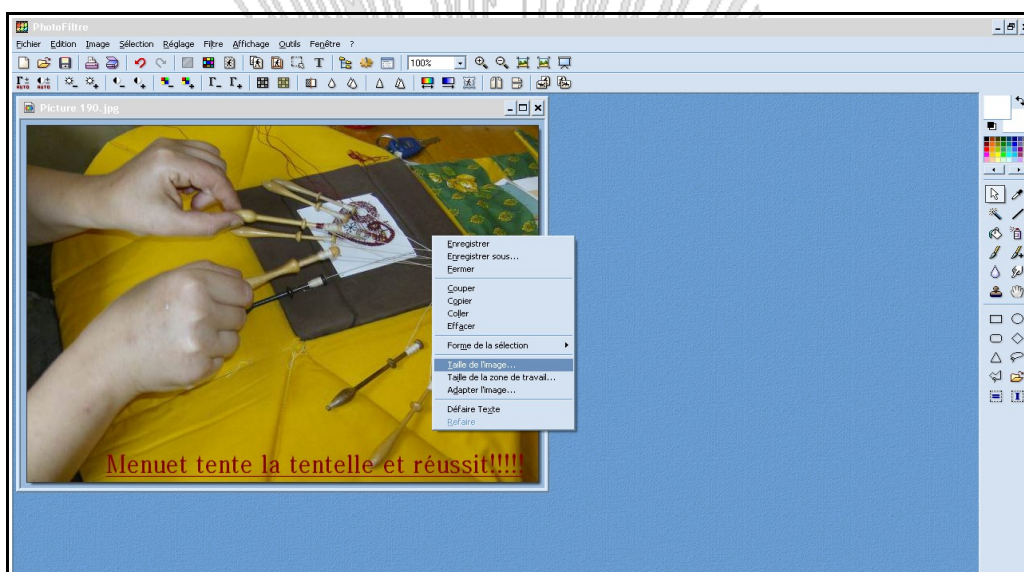 PhotoFiltre
Fichier Edition Image Sélection Réglage Filtre Affichage Outils Fenêtre ?
100%
AUTO AUTO
Picture 190.jpg
Enregistrer
Enregistrer sous...
Fermer
Couper
Copier
Coller
Effacer
Forme de la sélection
Taille de l'image...
Taille de la zone de travail...
Adapter l'image...
Défaire Texte
Refaire
Menuet tente la tentelle et réussit!!!!!